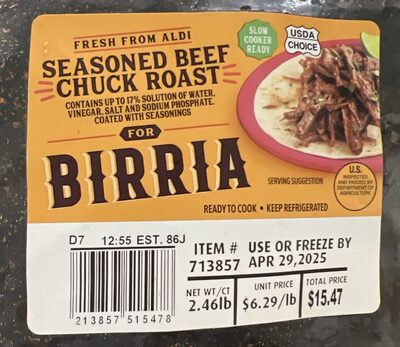 FRESH FROM ALDI
SEASONED BEEF
CHUCK ROAST
CONTAINS UP TO 17% SOLUTION OF WATER,
VINEGAR, SALT AND SODIUM PHOSPHATE.
COATED WITH SEASONINGS
FOR
BIRRIA
SLOW
COOKER
READY
USDA
CHOICE
SERVING SUGGESTION
U.S.
INSPECTED
AND PASSED BY
DEPARTMENT OF
AGRICULTURE
READY TO COOK • KEEP REFRIGERATED
D7 12:55 EST. 86J
213857 515478
ITEM # USE OR FREEZE BY
713857 APR 29,2025
NET WT/CT
2.46lb
UNIT PRICE
$6.29/lb
TOTAL PRICE
$15.47